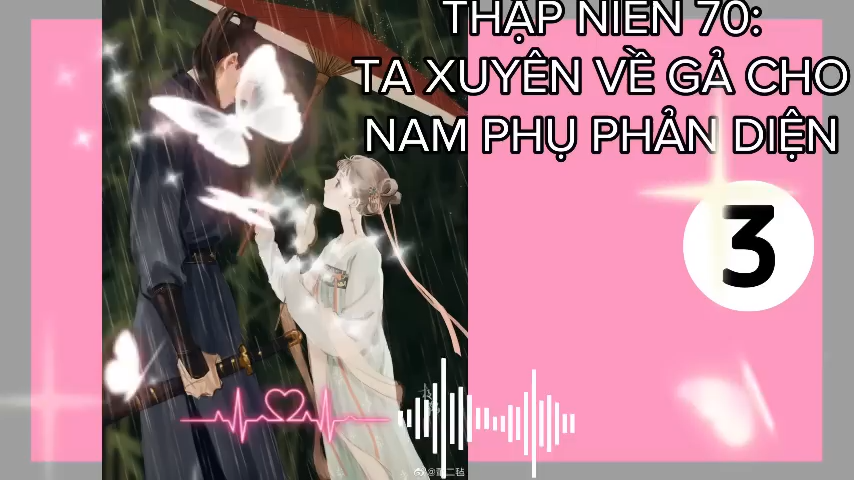 THẬP NIÊN 70:
TA XUYÊN VỀ GẢ CHO
NAM PHỤ PHẢN DIỆN
3